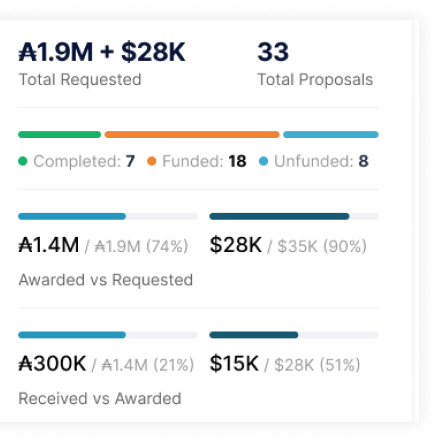 ₳1.9M + $28K 33
Total Requested Total Proposals
Completed: 7 Funded: 18 Unfunded: 8
₳1.4M / ₳1.9M (74%) $28K / $35K (90%)
Awarded vs Requested
₳300K / ₳1.4M (21%) $15K / $28K (51%)
Received vs Awarded